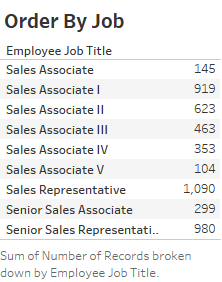 Order By Job
Employee Job Title
Sales Associate 145
Sales Associate I 919
Sales Associate II 623
Sales Associate III 463
Sales Associate IV 353
Sales Associate V 104
Sales Representative 1,090
Senior Sales Associate 299
Senior Sales Representati.. 980
Sum of Number of Records broken
down by Employee Job Title.